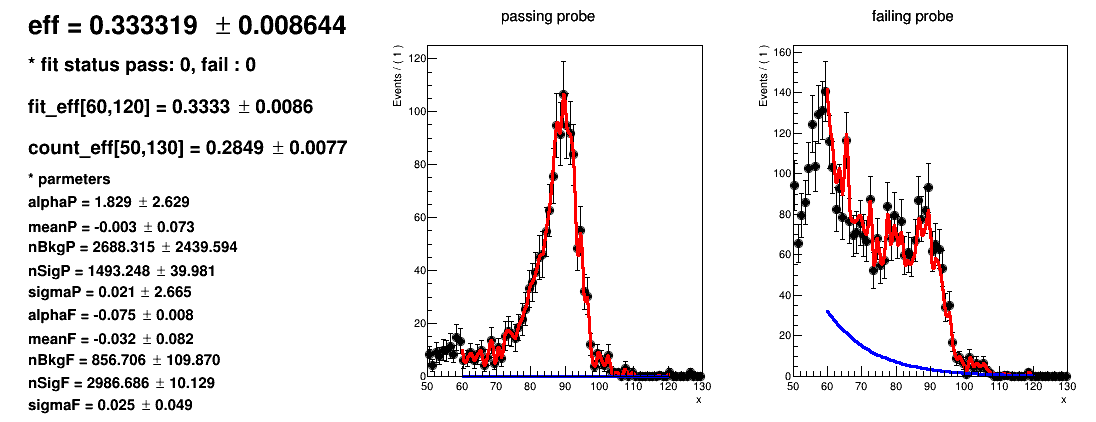 eff = 0.333319 ± 0.008644
* fit status pass: 0, fail : 0
fit_eff[60,120] = 0.3333 ± 0.0086
count_eff[50,130] = 0.2849 ± 0.0077
* parmeters
alphaP = 1.829 ± 2.629
meanP = -0.003 ± 0.073
nBkgP = 2688.315 ± 2439.594
nSigP = 1493.248 ± 39.981
sigmaP = 0.021 ± 2.665
alphaF = -0.075 ± 0.008
meanF = -0.032 ± 0.082
nBkgF = 856.706 ± 109.870
nSigF = 2986.686 ± 10.129
sigmaF = 0.025 ± 0.049
passing probe
Events / ( 1 )
120
100
80
60
40
20
0
50 60 70 80 90 100 110 120 130
x
failing probe
Events / ( 1 )
160
140
120
100
80
60
40
20
0
50 60 70 80 90 100 110 120 130
x